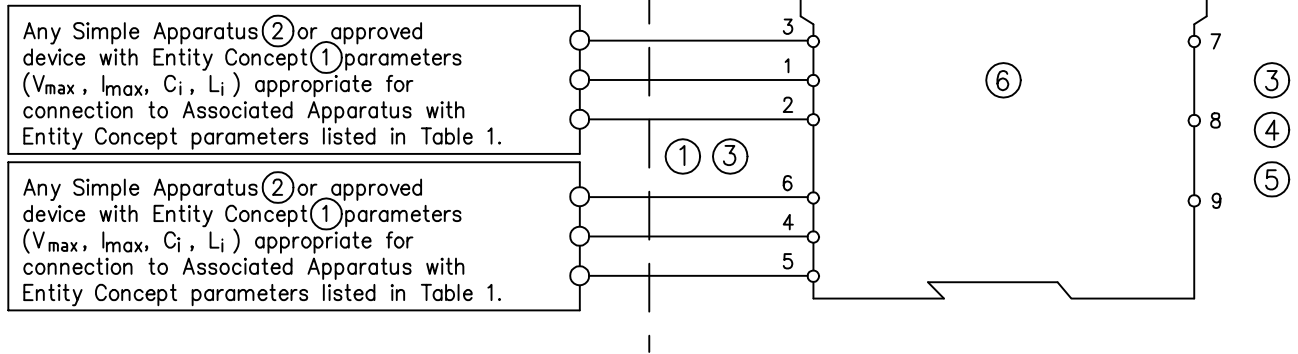 Any Simple Apparatus ② or approved
device with Entity Concept ① parameters
(Vmax , Imax, Ci , Li ) appropriate for
connection to Associated Apparatus with
Entity Concept parameters listed in Table 1.
Any Simple Apparatus ② or approved
device with Entity Concept ① parameters
(Vmax , Imax, Ci , Li ) appropriate for
connection to Associated Apparatus with
Entity Concept parameters listed in Table 1.
① ③
3
1
2
6
4
5
⑥
7
8
9
③
④
⑤